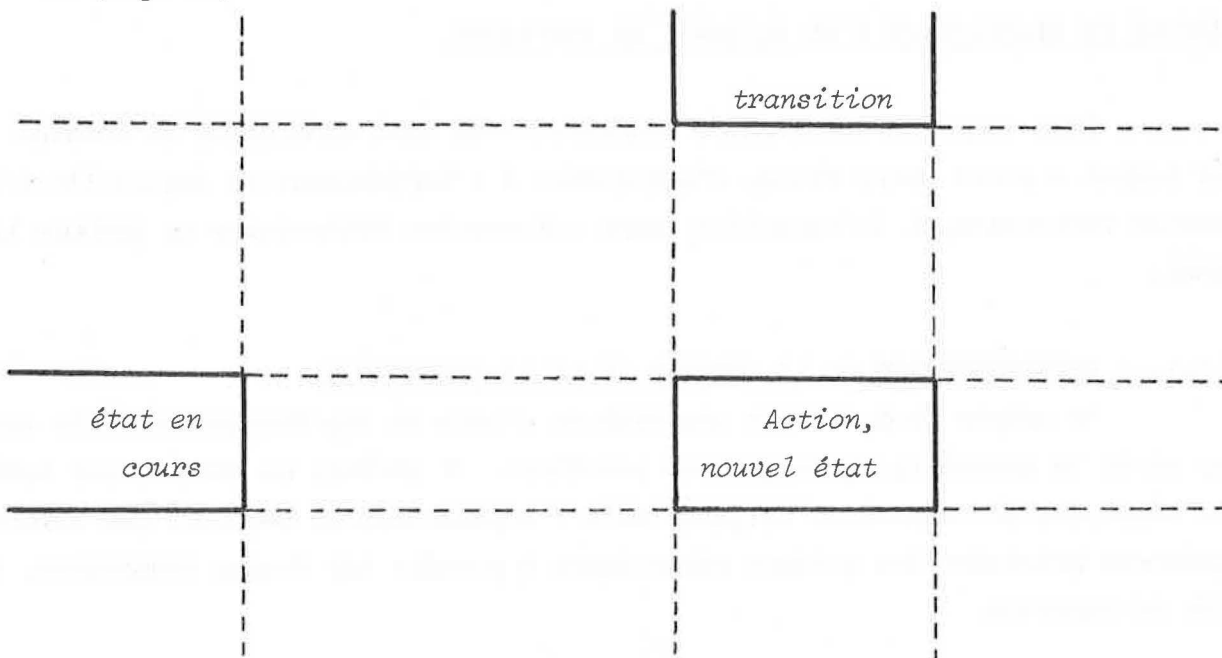 transition
état en
cours
Action,
nouvel état